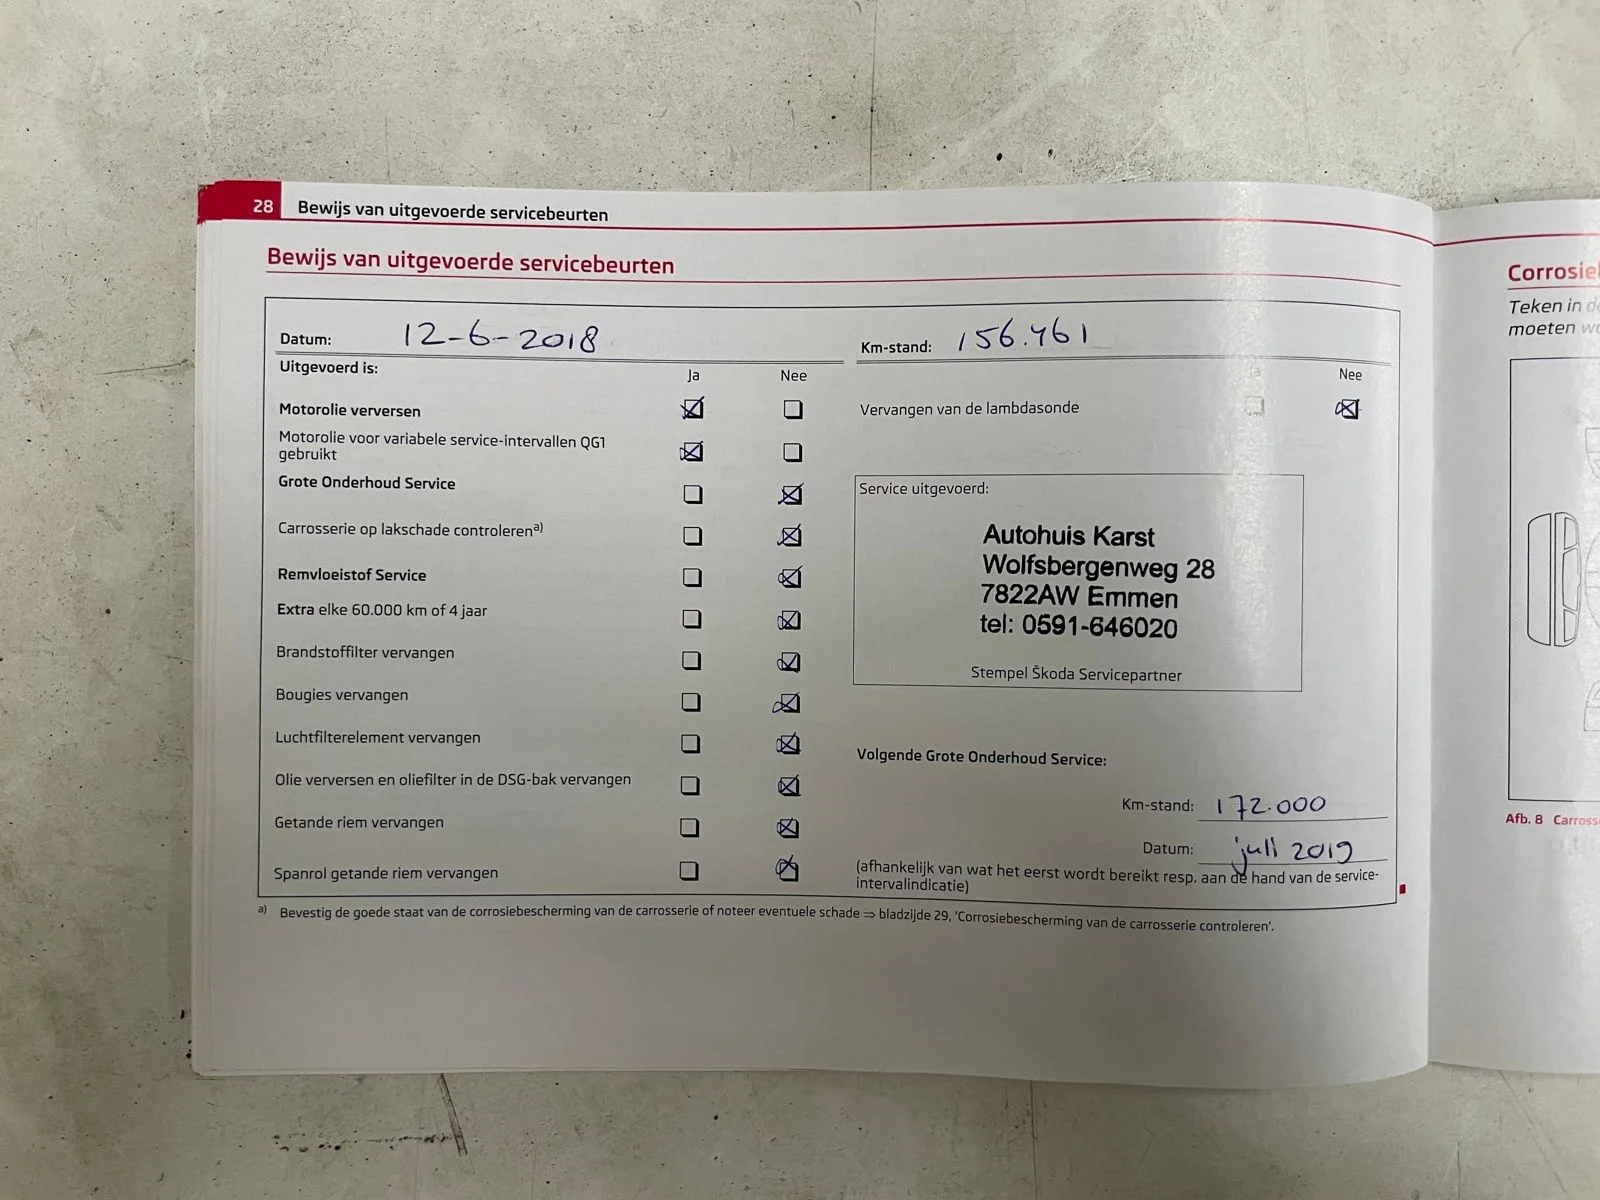 28 Bewijs van uitgevoerde servicebeurten
Bewijs van uitgevoerde servicebeurten
Datum: 12-6-2018
Km-stand: 156.461
Uitgevoerd is:
Ja Nee
Motorolie verversen
Motorolie voor variabele service-intervallen QG1
gebruikt
Grote Onderhoud Service
Carrosserie op lakschade controleren a)
Remvloeistof Service
Extra elke 60.000 km of 4 jaar
Brandstoffilter vervangen
Bougies vervangen
Luchtfilterelement vervangen
Olie verversen en oliefilter in de DSG-bak vervangen
Getande riem vervangen
Spanrol getande riem vervangen
Ja Nee
Vervangen van de lambdasonde
Service uitgevoerd:
Autohuis Karst
Wolfsbergenweg 28
7822AW Emmen
tel: 0591-646020
Stempel Škoda Servicepartner
Volgende Grote Onderhoud Service:
Km-stand: 172.000
Datum: juli 2019
(afhankelijk van wat het eerst wordt bereikt resp. aan de hand van de service-
intervalindicatie)
a) Bevestig de goede staat van de corrosiebescherming van de carrosserie of noteer eventuele schade ⇒ bladzijde 29, 'Corrosiebescherming van de carrosserie controleren'.
Teken in
moeten
Afb. 8